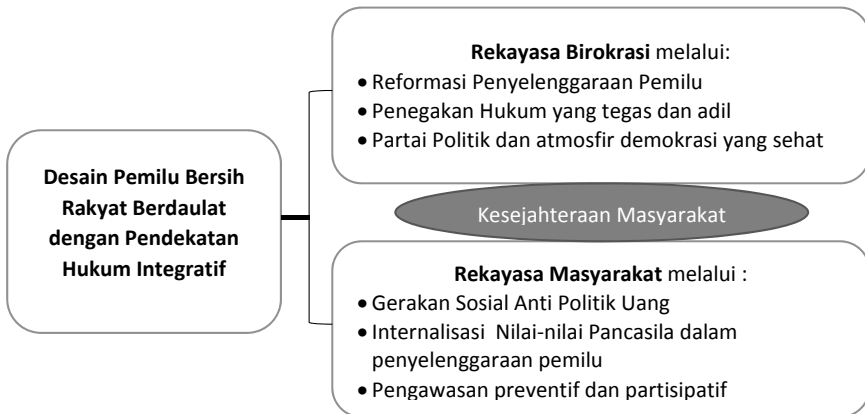 Desain Pemilu Bersih
Rakyat Berdaulat
dengan Pendekatan
Hukum Integratif
Rekayasa Birokrasi melalui:
• Reformasi Penyelenggaraan Pemilu
• Penegakan Hukum yang tegas dan adil
• Partai Politik dan atmosfir demokrasi yang sehat
Kesejahteraan Masyarakat
Rekayasa Masyarakat melalui :
• Gerakan Sosial Anti Politik Uang
• Internalisasi Nilai-nilai Pancasila dalam
penyelenggaraan pemilu
• Pengawasan preventif dan partisipatif